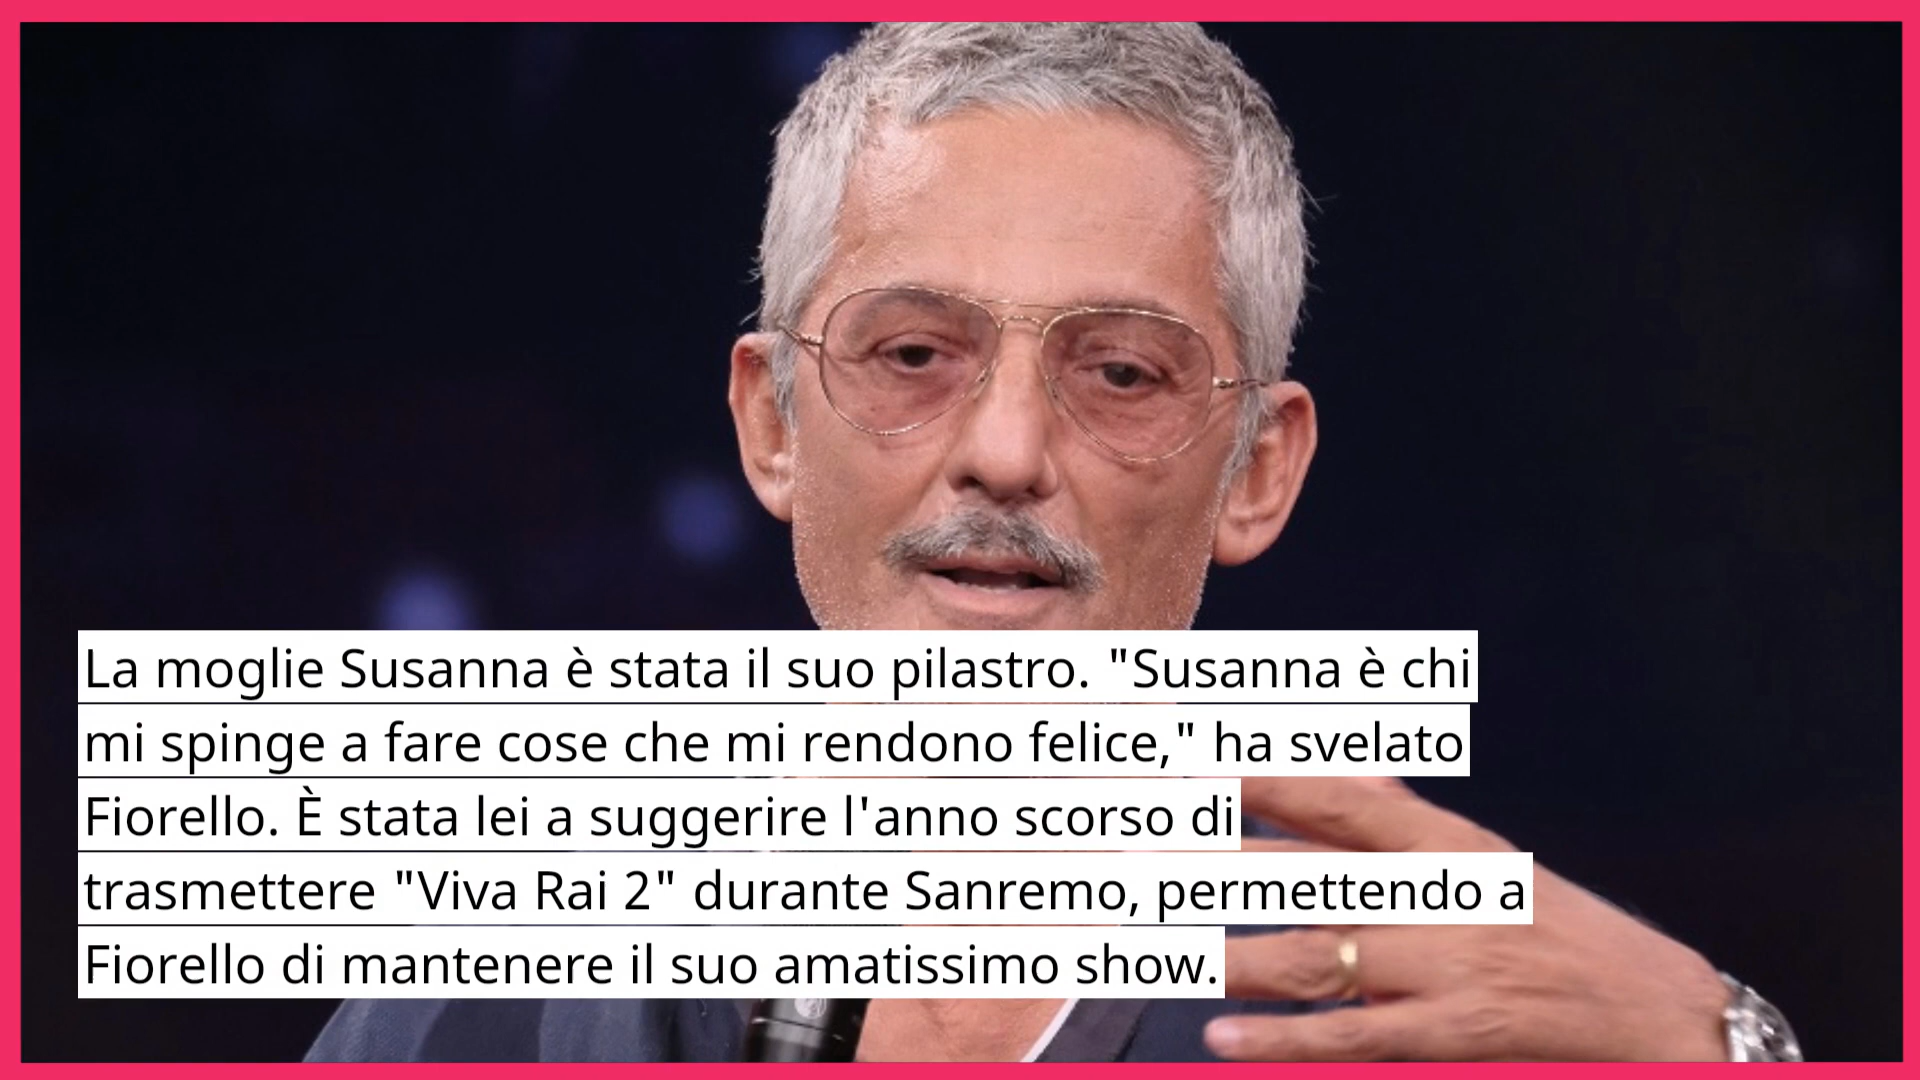 La moglie Susanna è stata il suo pilastro. "Susanna è chi
mi spinge a fare cose che mi rendono felice," ha svelato
Fiorello. È stata lei a suggerire l'anno scorso di
trasmettere "Viva Rai 2" durante Sanremo, permettendo a
Fiorello di mantenere il suo amatissimo show.